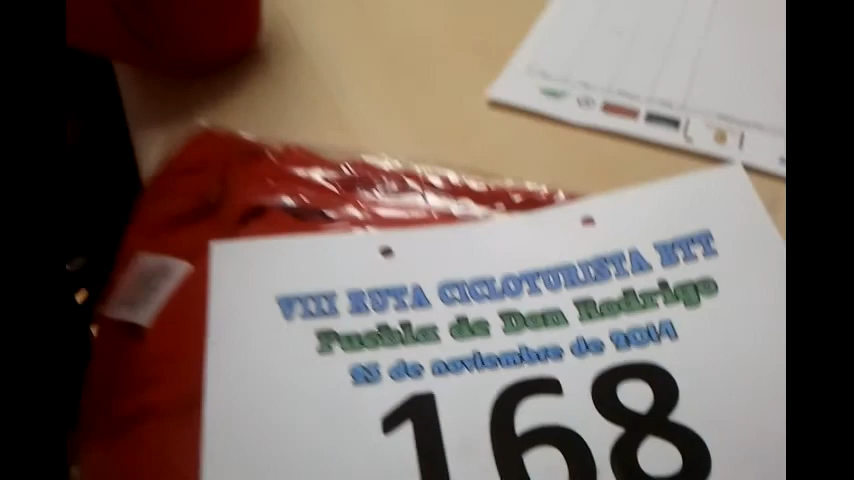 VIII RUTA CICLOTURISTA BTT
Puebla de Don Rodrigo
de noviembre de 2014
168